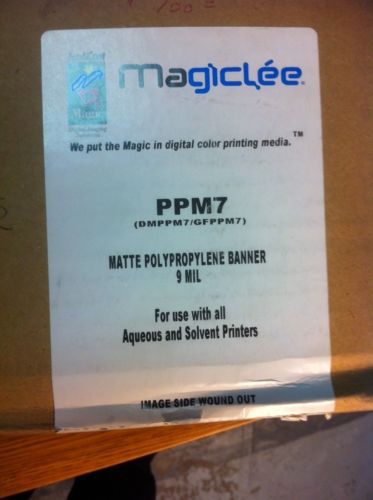 Magiclée®
Magic
We put the Magic in digital color printing media.™
PPM7
(DMPPM7/GFPPM7)
MATTE POLYPROPYLENE BANNER
9 MIL
For use with all
Aqueous and Solvent Printers
IMAGE SIDE WOUND OUT